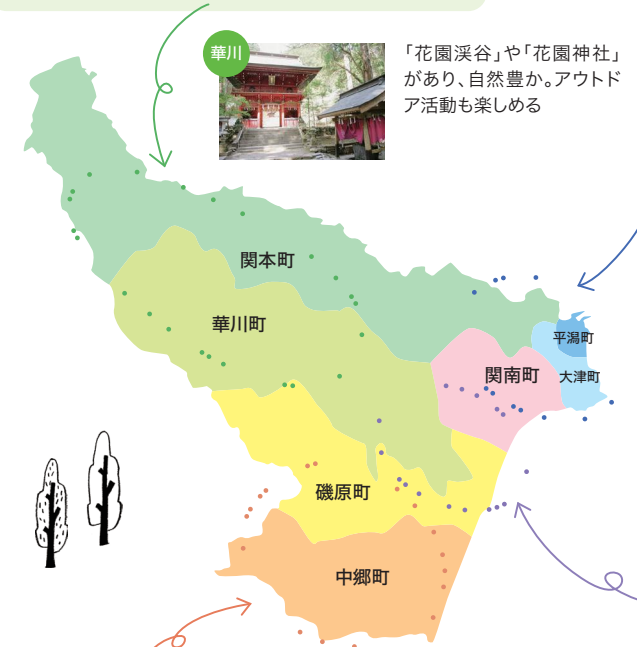 華川
「花園渓谷」や「花園神社」
があり、自然豊か。アウトド
ア活動も楽しめる
関本町
華川町
平潟町
関南町
大津町
磯原町
中郷町